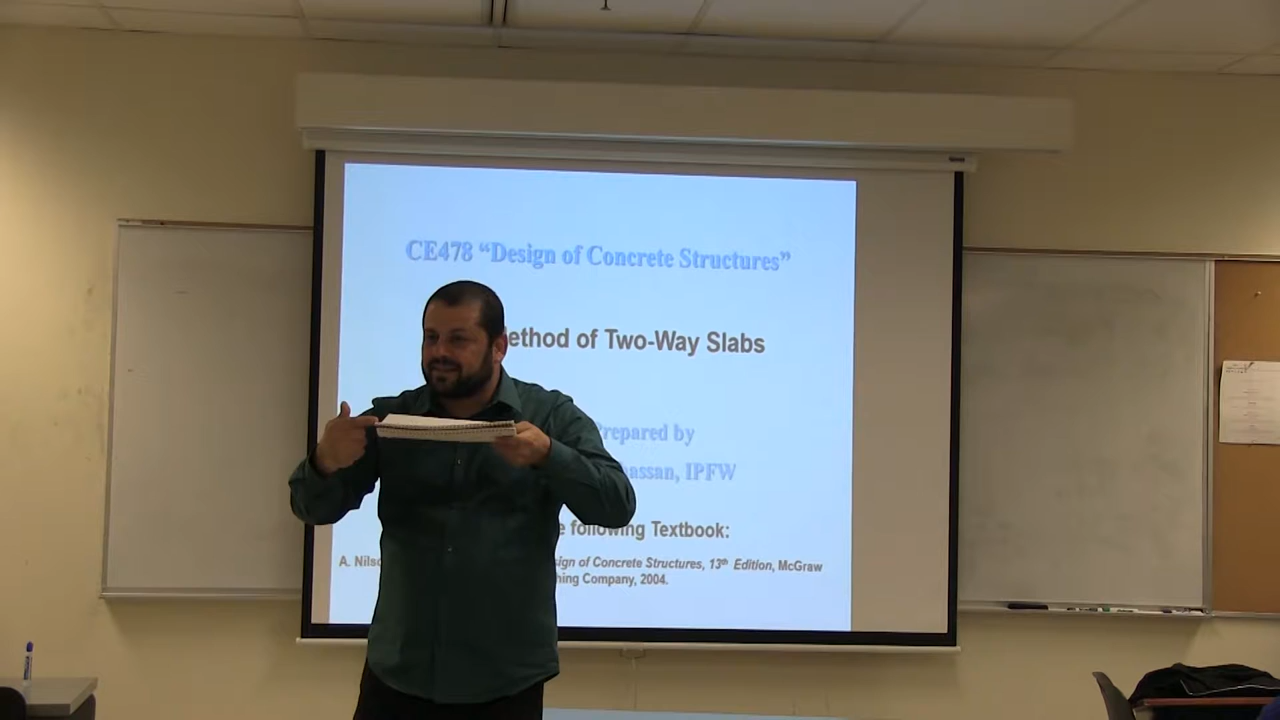 CE478 “Design of Concrete Structures”
ethod of Two-Way Slabs
Prepared by
assan, IPFW
following Textbook:
A. Nils
ign of Concrete Structures, 13th Edition, McGraw
hing Company, 2004.